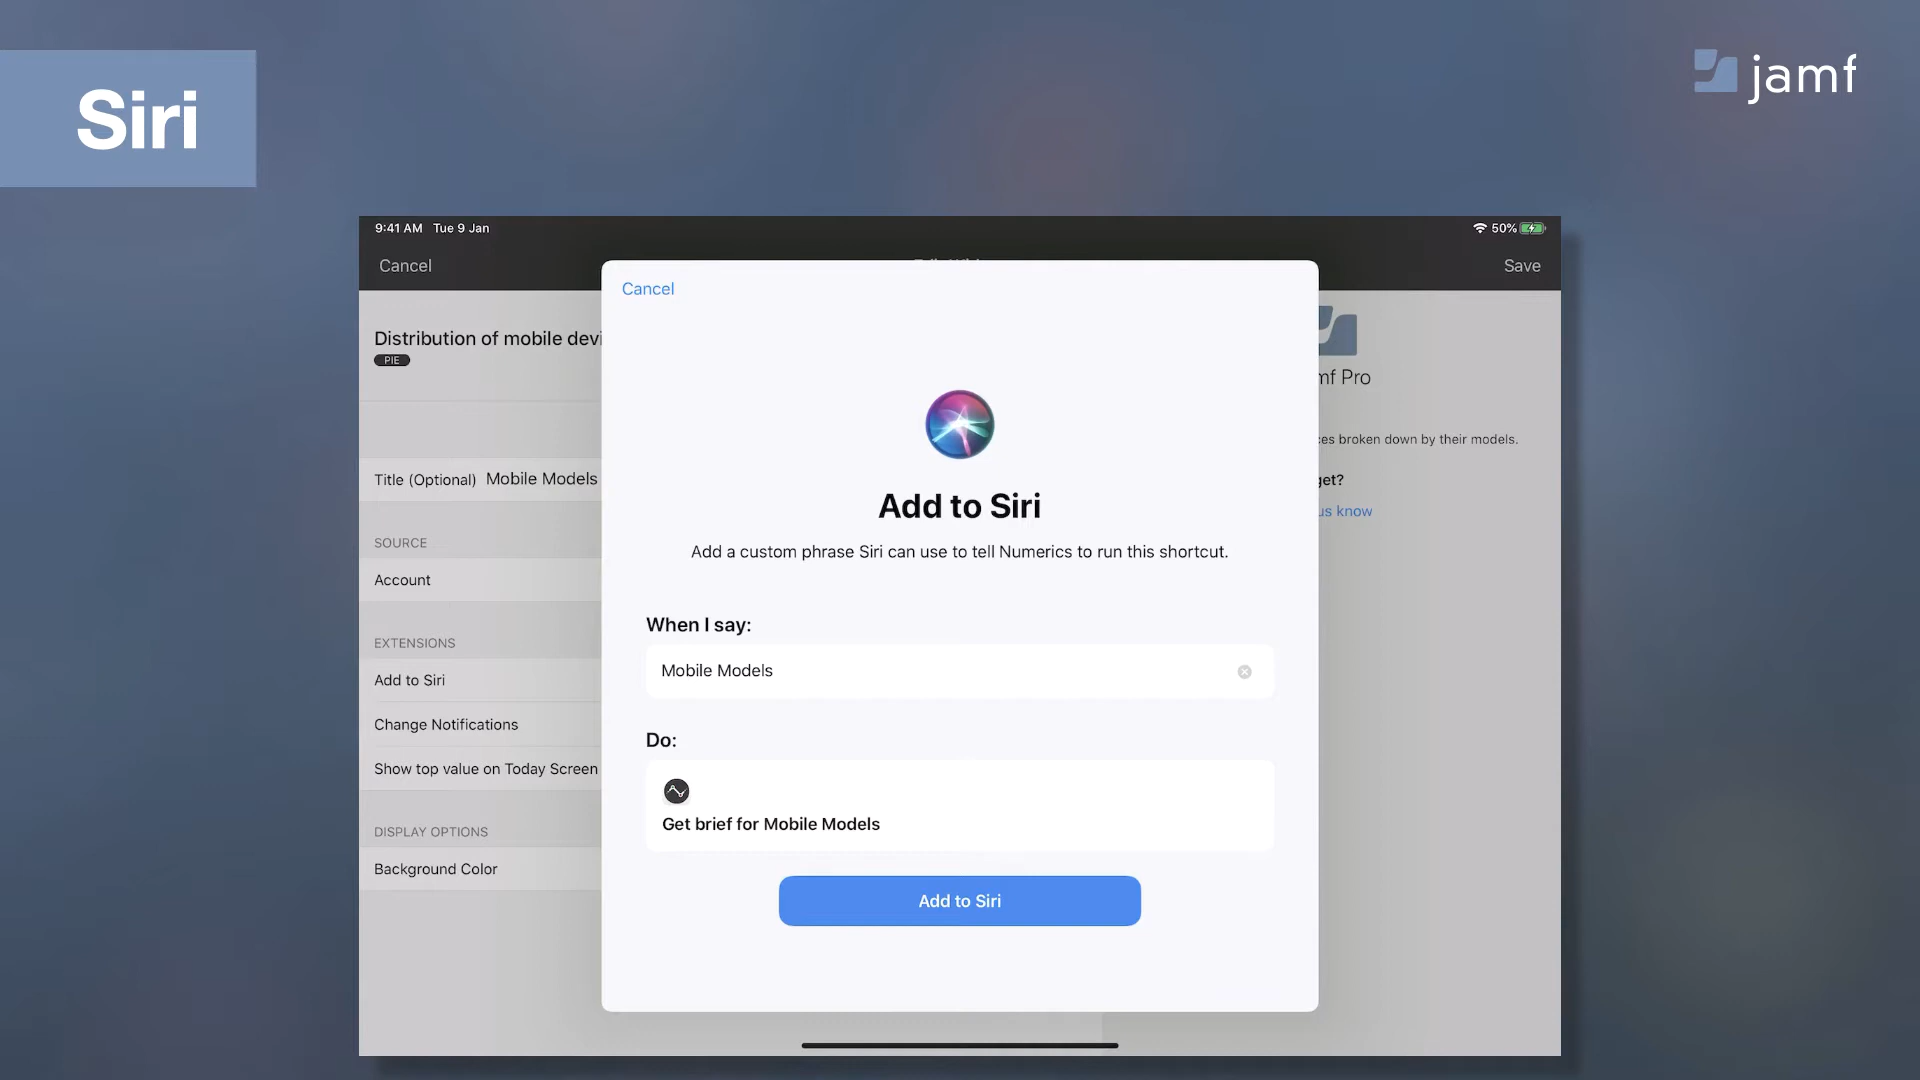 Siri
jamf
9:41 AM Tue 9 Jan
50%
Cancel
Save
Distribution of mobile devi
PIE
Title (Optional) Mobile Models
SOURCE
Account
EXTENSIONS
Add to Siri
Change Notifications
Show top value on Today Screen
DISPLAY OPTIONS
Background Color
Cancel
Add to Siri
Add a custom phrase Siri can use to tell Numerics to run this shortcut.
When I say:
Mobile Models
Do:
Get brief for Mobile Models
Add to Siri
mf Pro
ces broken down by their models.
get?
us know